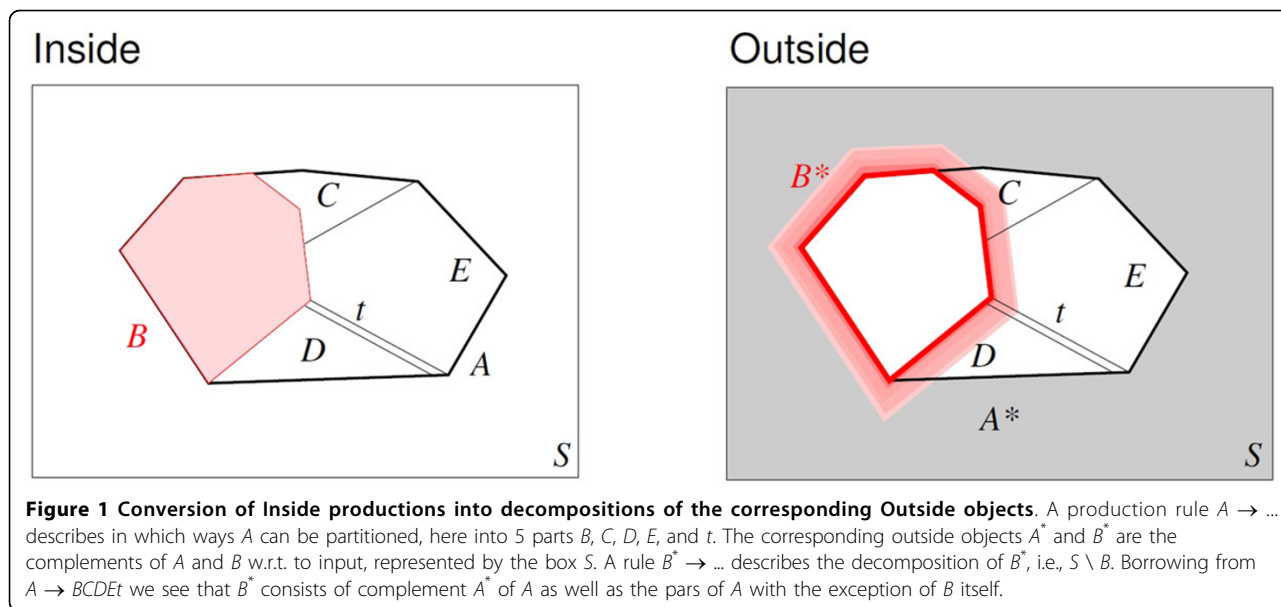 Inside
Outside
C
E
t
B
D
A
S
B*
C
E
t
D
A*
S
Figure 1 Conversion of Inside productions into decompositions of the corresponding Outside objects. A production rule A → ...
describes in which ways A can be partitioned, here into 5 parts B, C, D, E, and t. The corresponding outside objects A* and B* are the
complements of A and B w.r.t. to input, represented by the box S. A rule B* → ... describes the decomposition of B*, i.e., S \ B. Borrowing from
A → BCDEt we see that B* consists of complement A* of A as well as the pars of A with the exception of B itself.